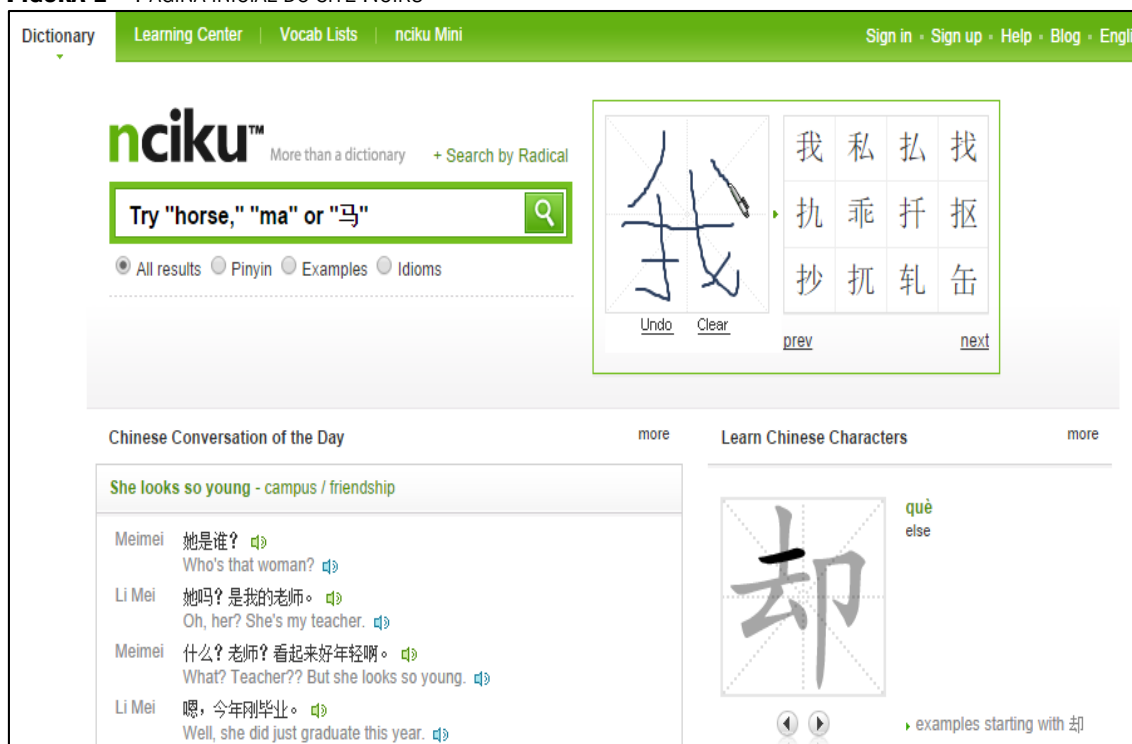 Dictionary Learning Center | Vocab Lists | nciku Mini Sign in Sign up Help Blog Engli
nciku™ More than a dictionary + Search by Radical
Try "horse," "ma" or "马"
All results Pinyin Examples Idioms
我 私 払 找
扏 乖 扦 抠
抄 扤 轧 缶
Undo Clear
prev next
Chinese Conversation of the Day more
She looks so young - campus / friendship
Meimei 她是谁?
Who's that woman?
Li Mei 她吗? 是我的老师。
Oh, her? She's my teacher.
Meimei 什么? 老师? 看起来好年轻啊。
What? Teacher?? But she looks so young.
Li Mei 嗯,今年刚毕业。
Well, she did just graduate this year.
Learn Chinese Characters more
却
què
else
examples starting with 却